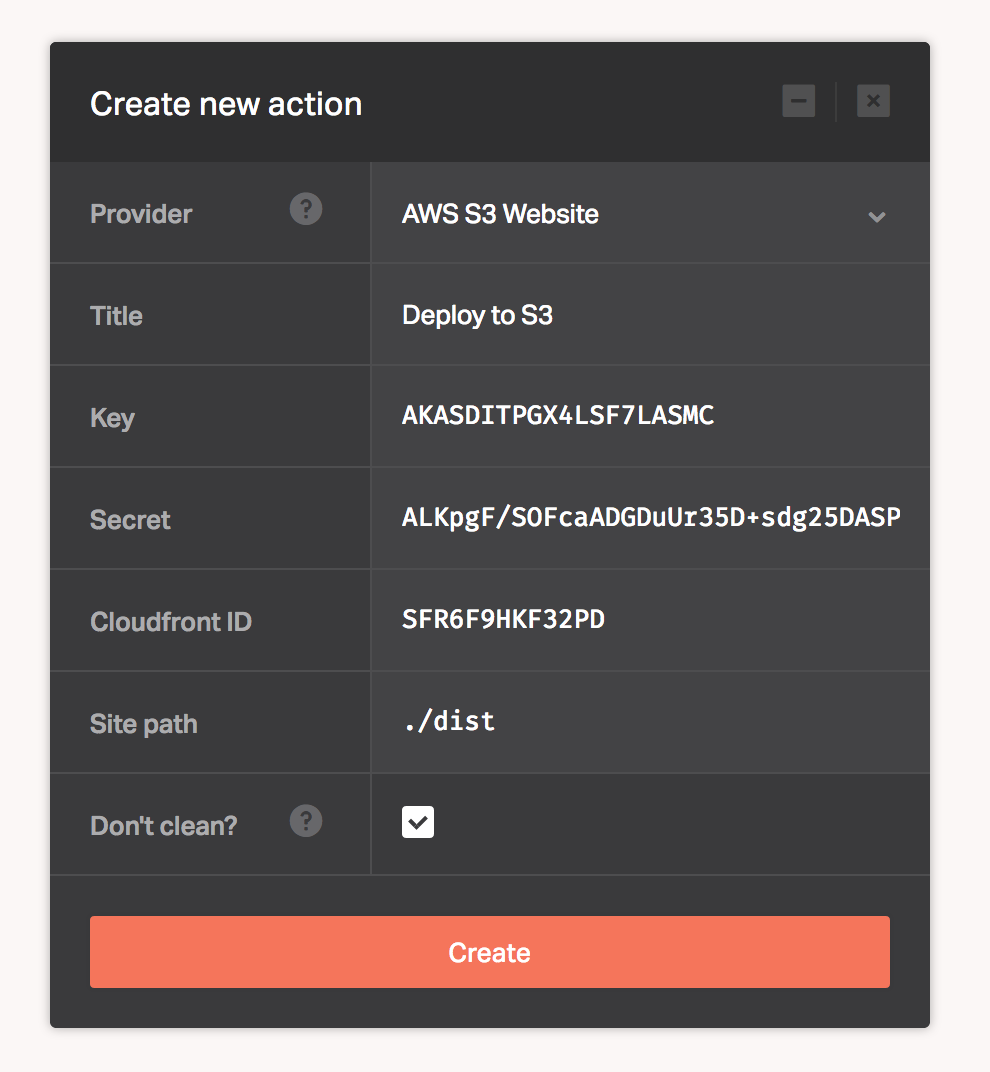 Create new action
Provider ? AWS S3 Website
Title Deploy to S3
Key AKASDITPGX4LSF7LASMC
Secret ALKpgF/SOFcaADGDuUr35D+sdg25DASP
Cloudfront ID SFR6F9HKF32PD
Site path ./dist
Don't clean? ?
Create